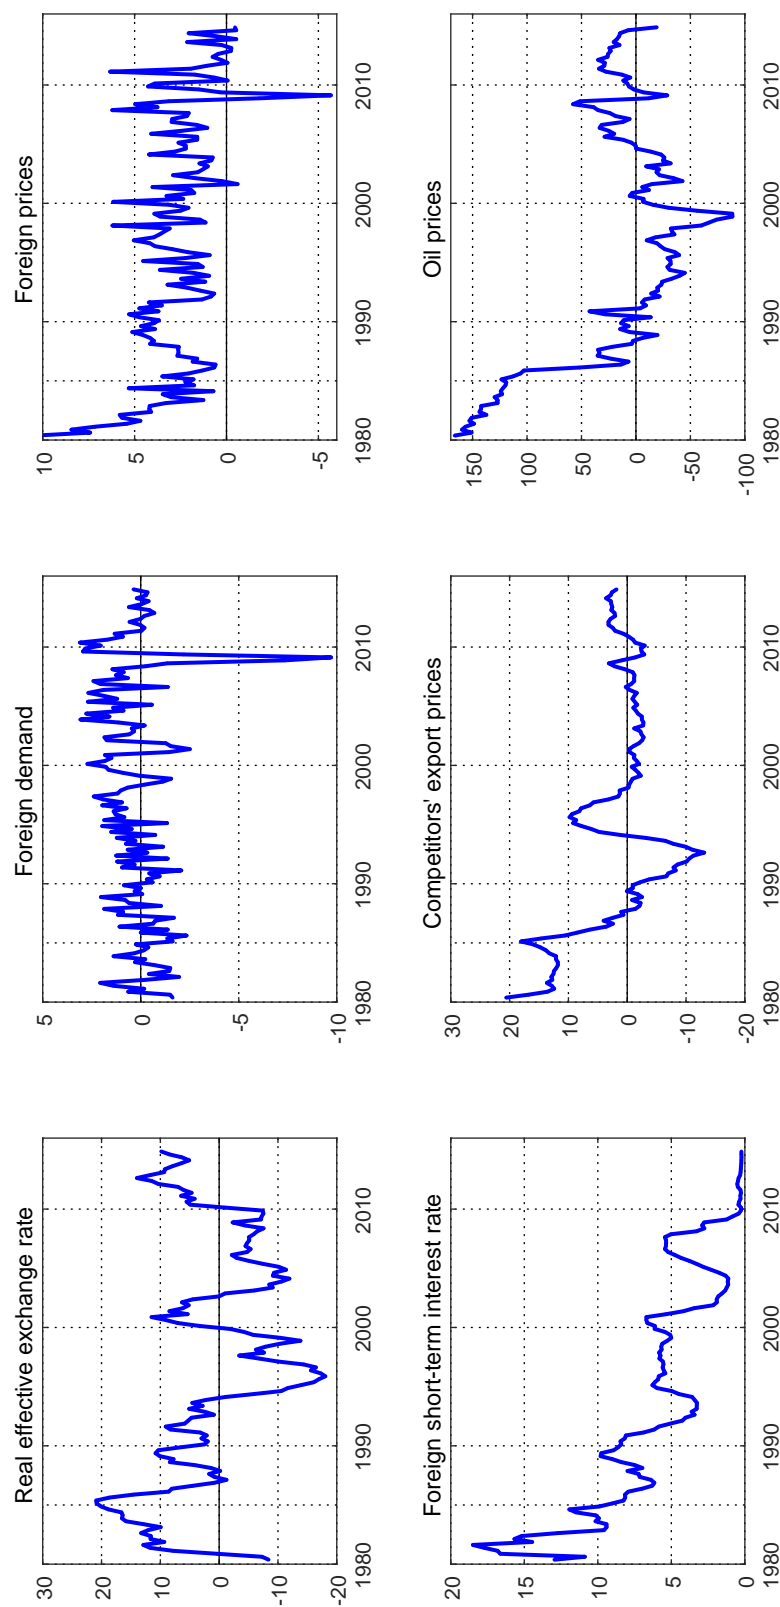 Real effective exchange rate
30
20
10
0
-10
-20
1980 1990 2000 2010
Foreign demand
5
0
-5
-10
1980 1990 2000 2010
Foreign prices
10
5
0
-5
1980 1990 2000 2010
Foreign short-term interest rate
20
15
10
5
0
1980 1990 2000 2010
Competitors' export prices
30
20
10
0
-10
-20
1980 1990 2000 2010
Oil prices
150
100
50
0
-50
-100
1980 1990 2000 2010